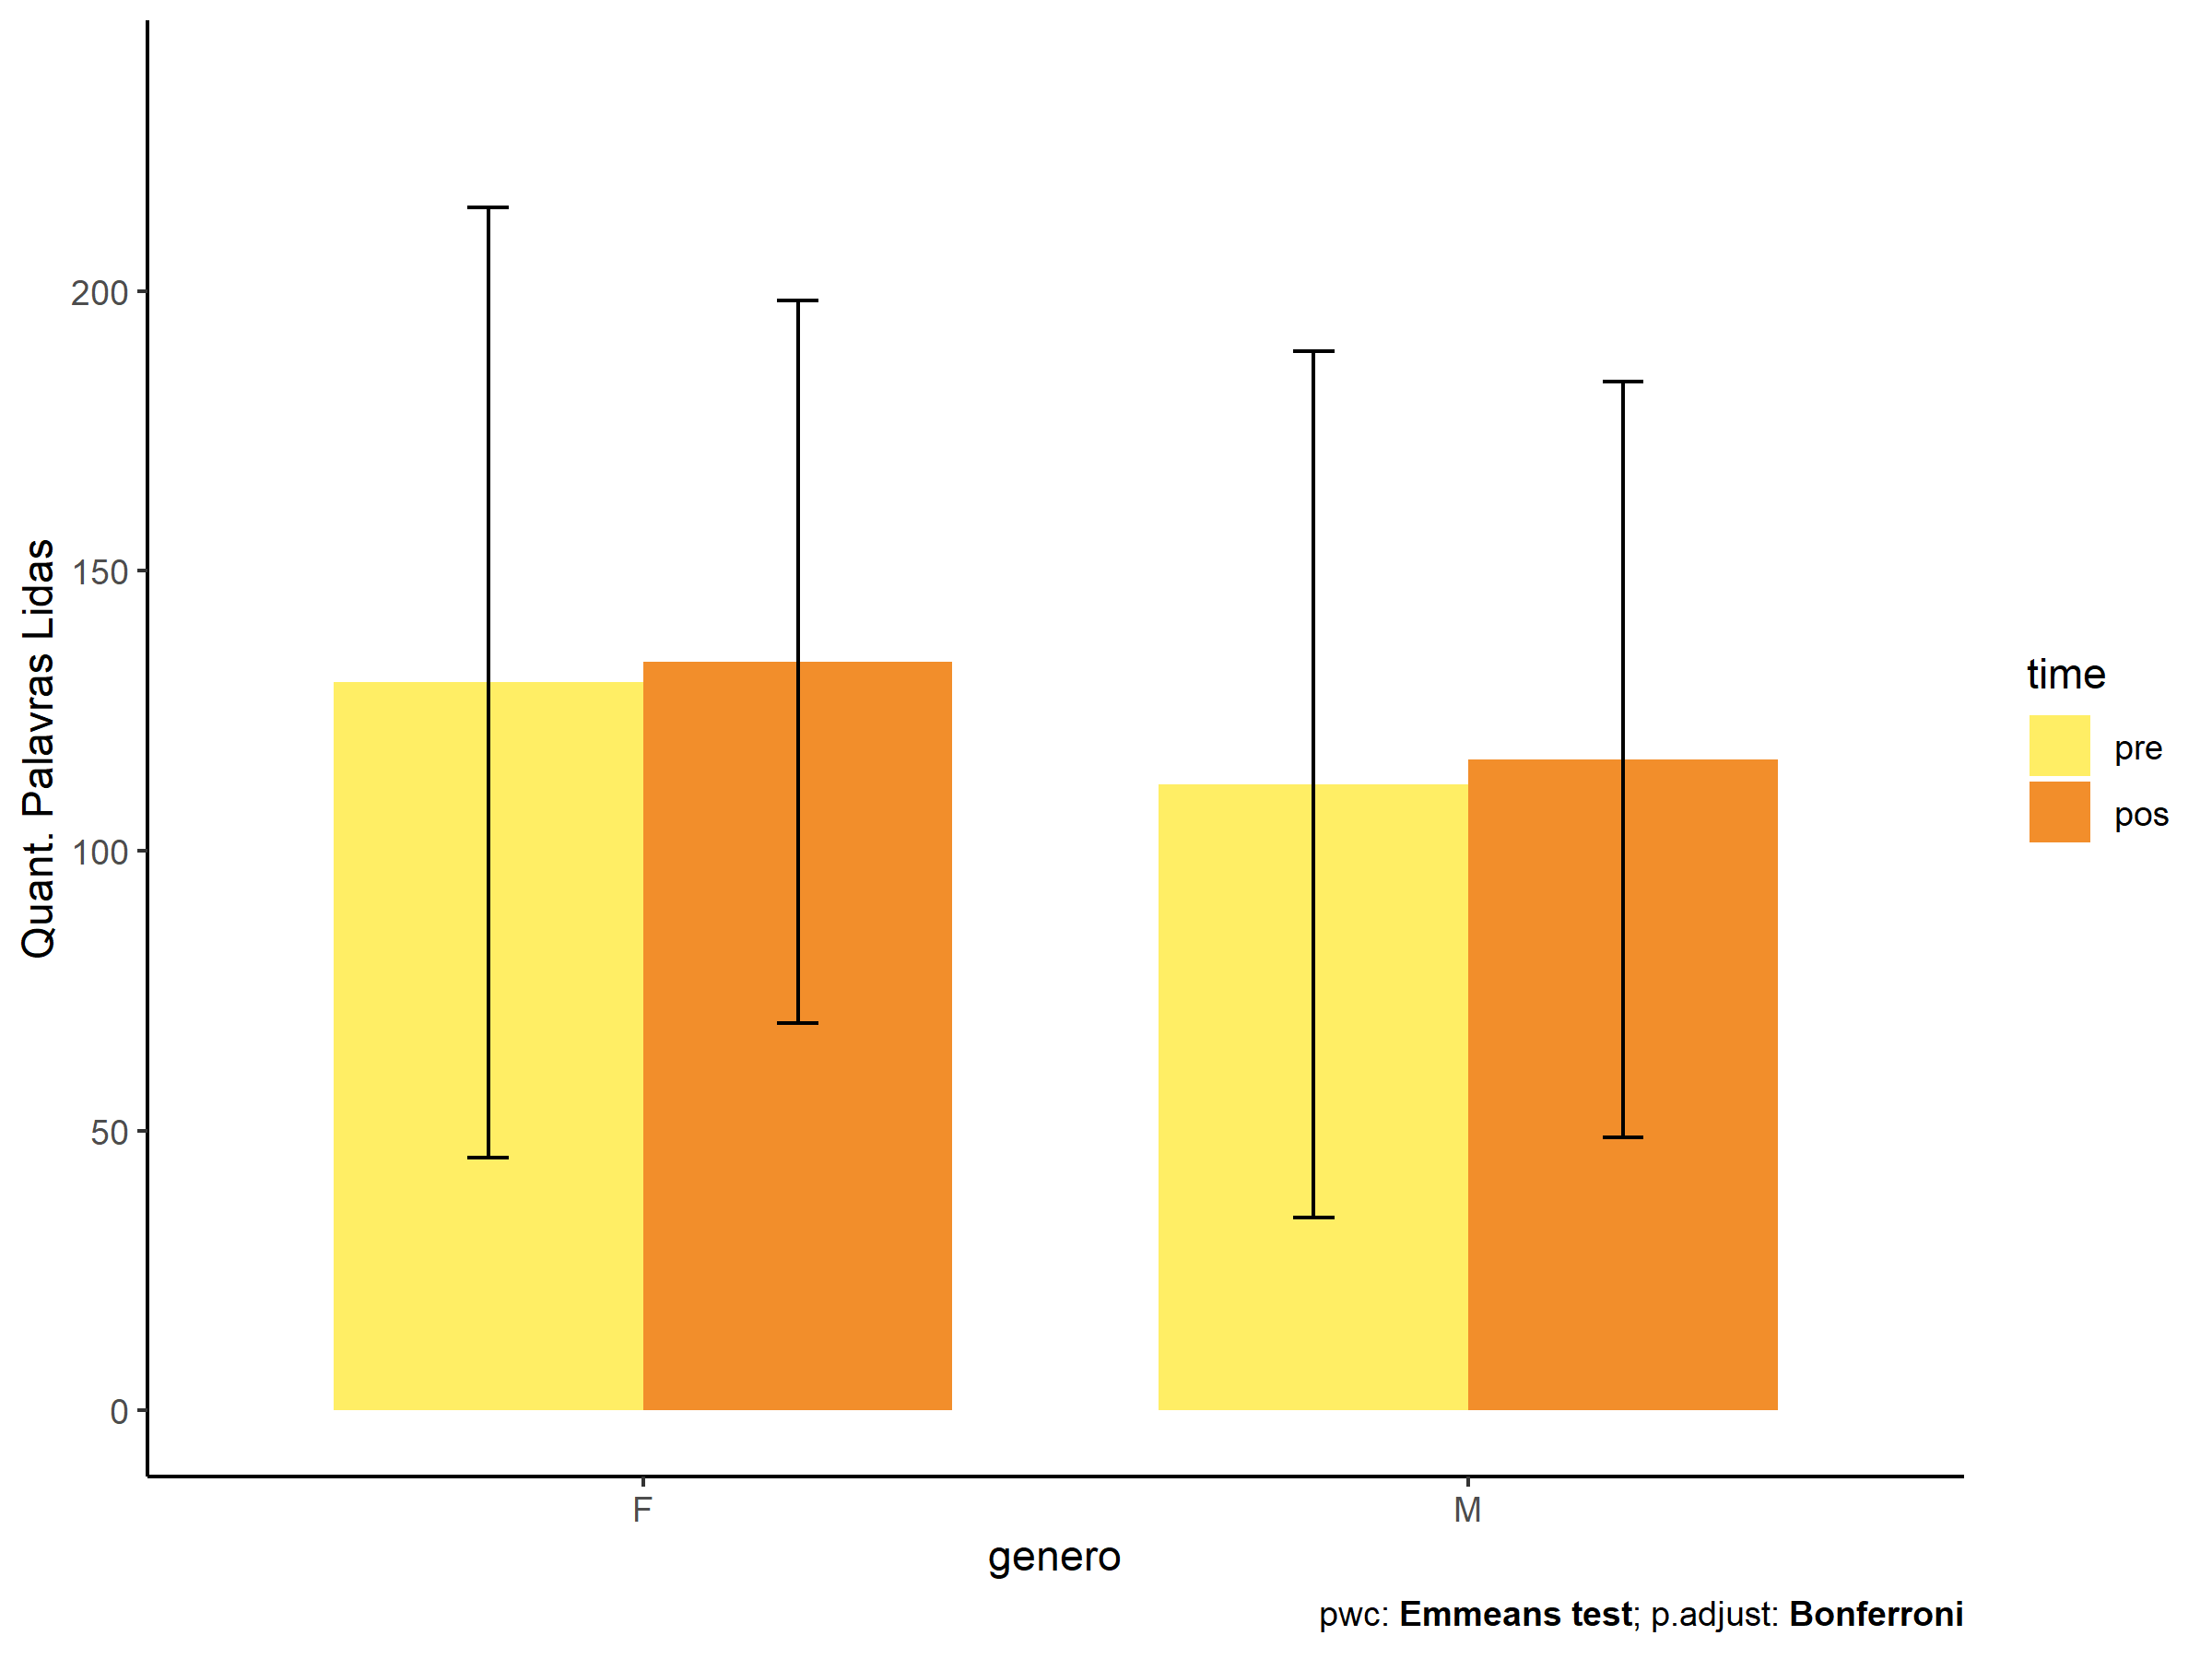 Quant. Palavras Lidas
200
150
100
50
0
F
M
genero
time
pre
pos
pwc: Emmeans test; p.adjust: Bonferroni